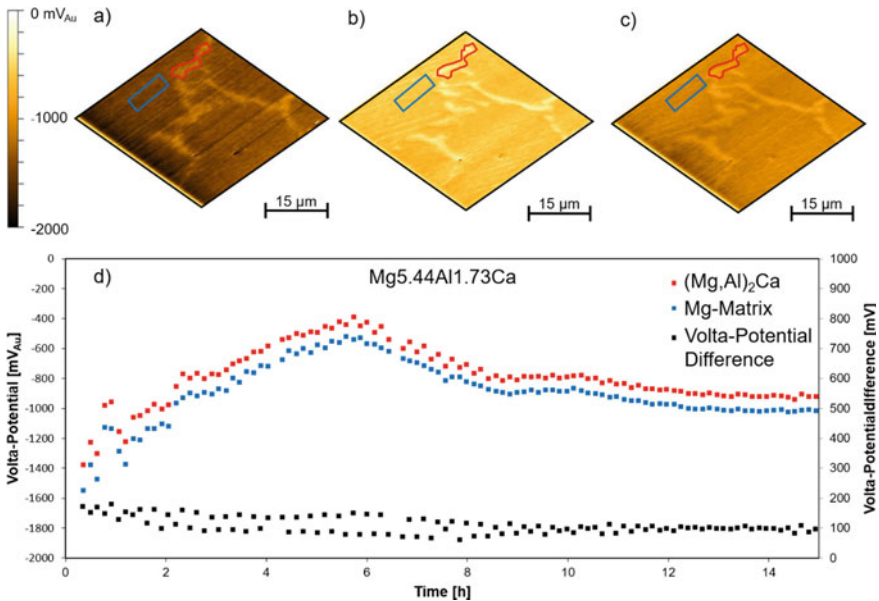 0 mVAu
-1000
-2000
a)
15 µm
b)
15 µm
c)
15 µm
d)
Mg5.44Al1.73Ca
(Mg,Al)2Ca
Mg-Matrix
Volta-Potential
Difference
Volta-Potential [mVAu]
0
-200
-400
-600
-800
-1000
-1200
-1400
-1600
-1800
-2000
1000
900
800
700
600
500
400
300
200
100
0
Volta-Potentialdifference [mV]
0
2
4
6
8
10
12
14
Time [h]